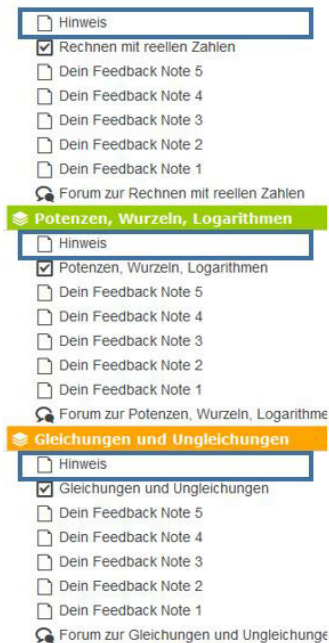 Hinweis
Rechnen mit reellen Zahlen
Dein Feedback Note 5
Dein Feedback Note 4
Dein Feedback Note 3
Dein Feedback Note 2
Dein Feedback Note 1
Forum zur Rechnen mit reellen Zahlen
Potenzen, Wurzeln, Logarithmen
Hinweis
Potenzen, Wurzeln, Logarithmen
Dein Feedback Note 5
Dein Feedback Note 4
Dein Feedback Note 3
Dein Feedback Note 2
Dein Feedback Note 1
Forum zur Potenzen, Wurzeln, Logarithme
Gleichungen und Ungleichungen
Hinweis
Gleichungen und Ungleichungen
Dein Feedback Note 5
Dein Feedback Note 4
Dein Feedback Note 3
Dein Feedback Note 2
Dein Feedback Note 1
Forum zur Gleichungen und Ungleichunge